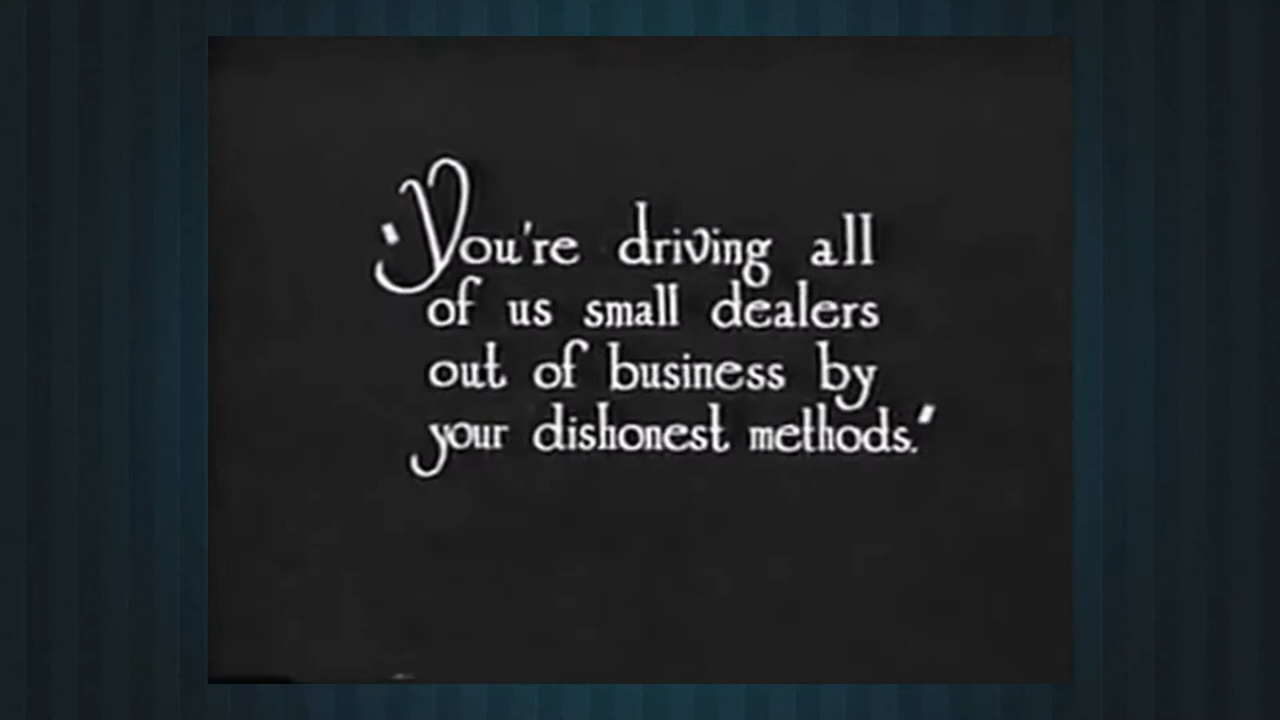 'You're driving all
of us small dealers
out of business by
your dishonest methods.'